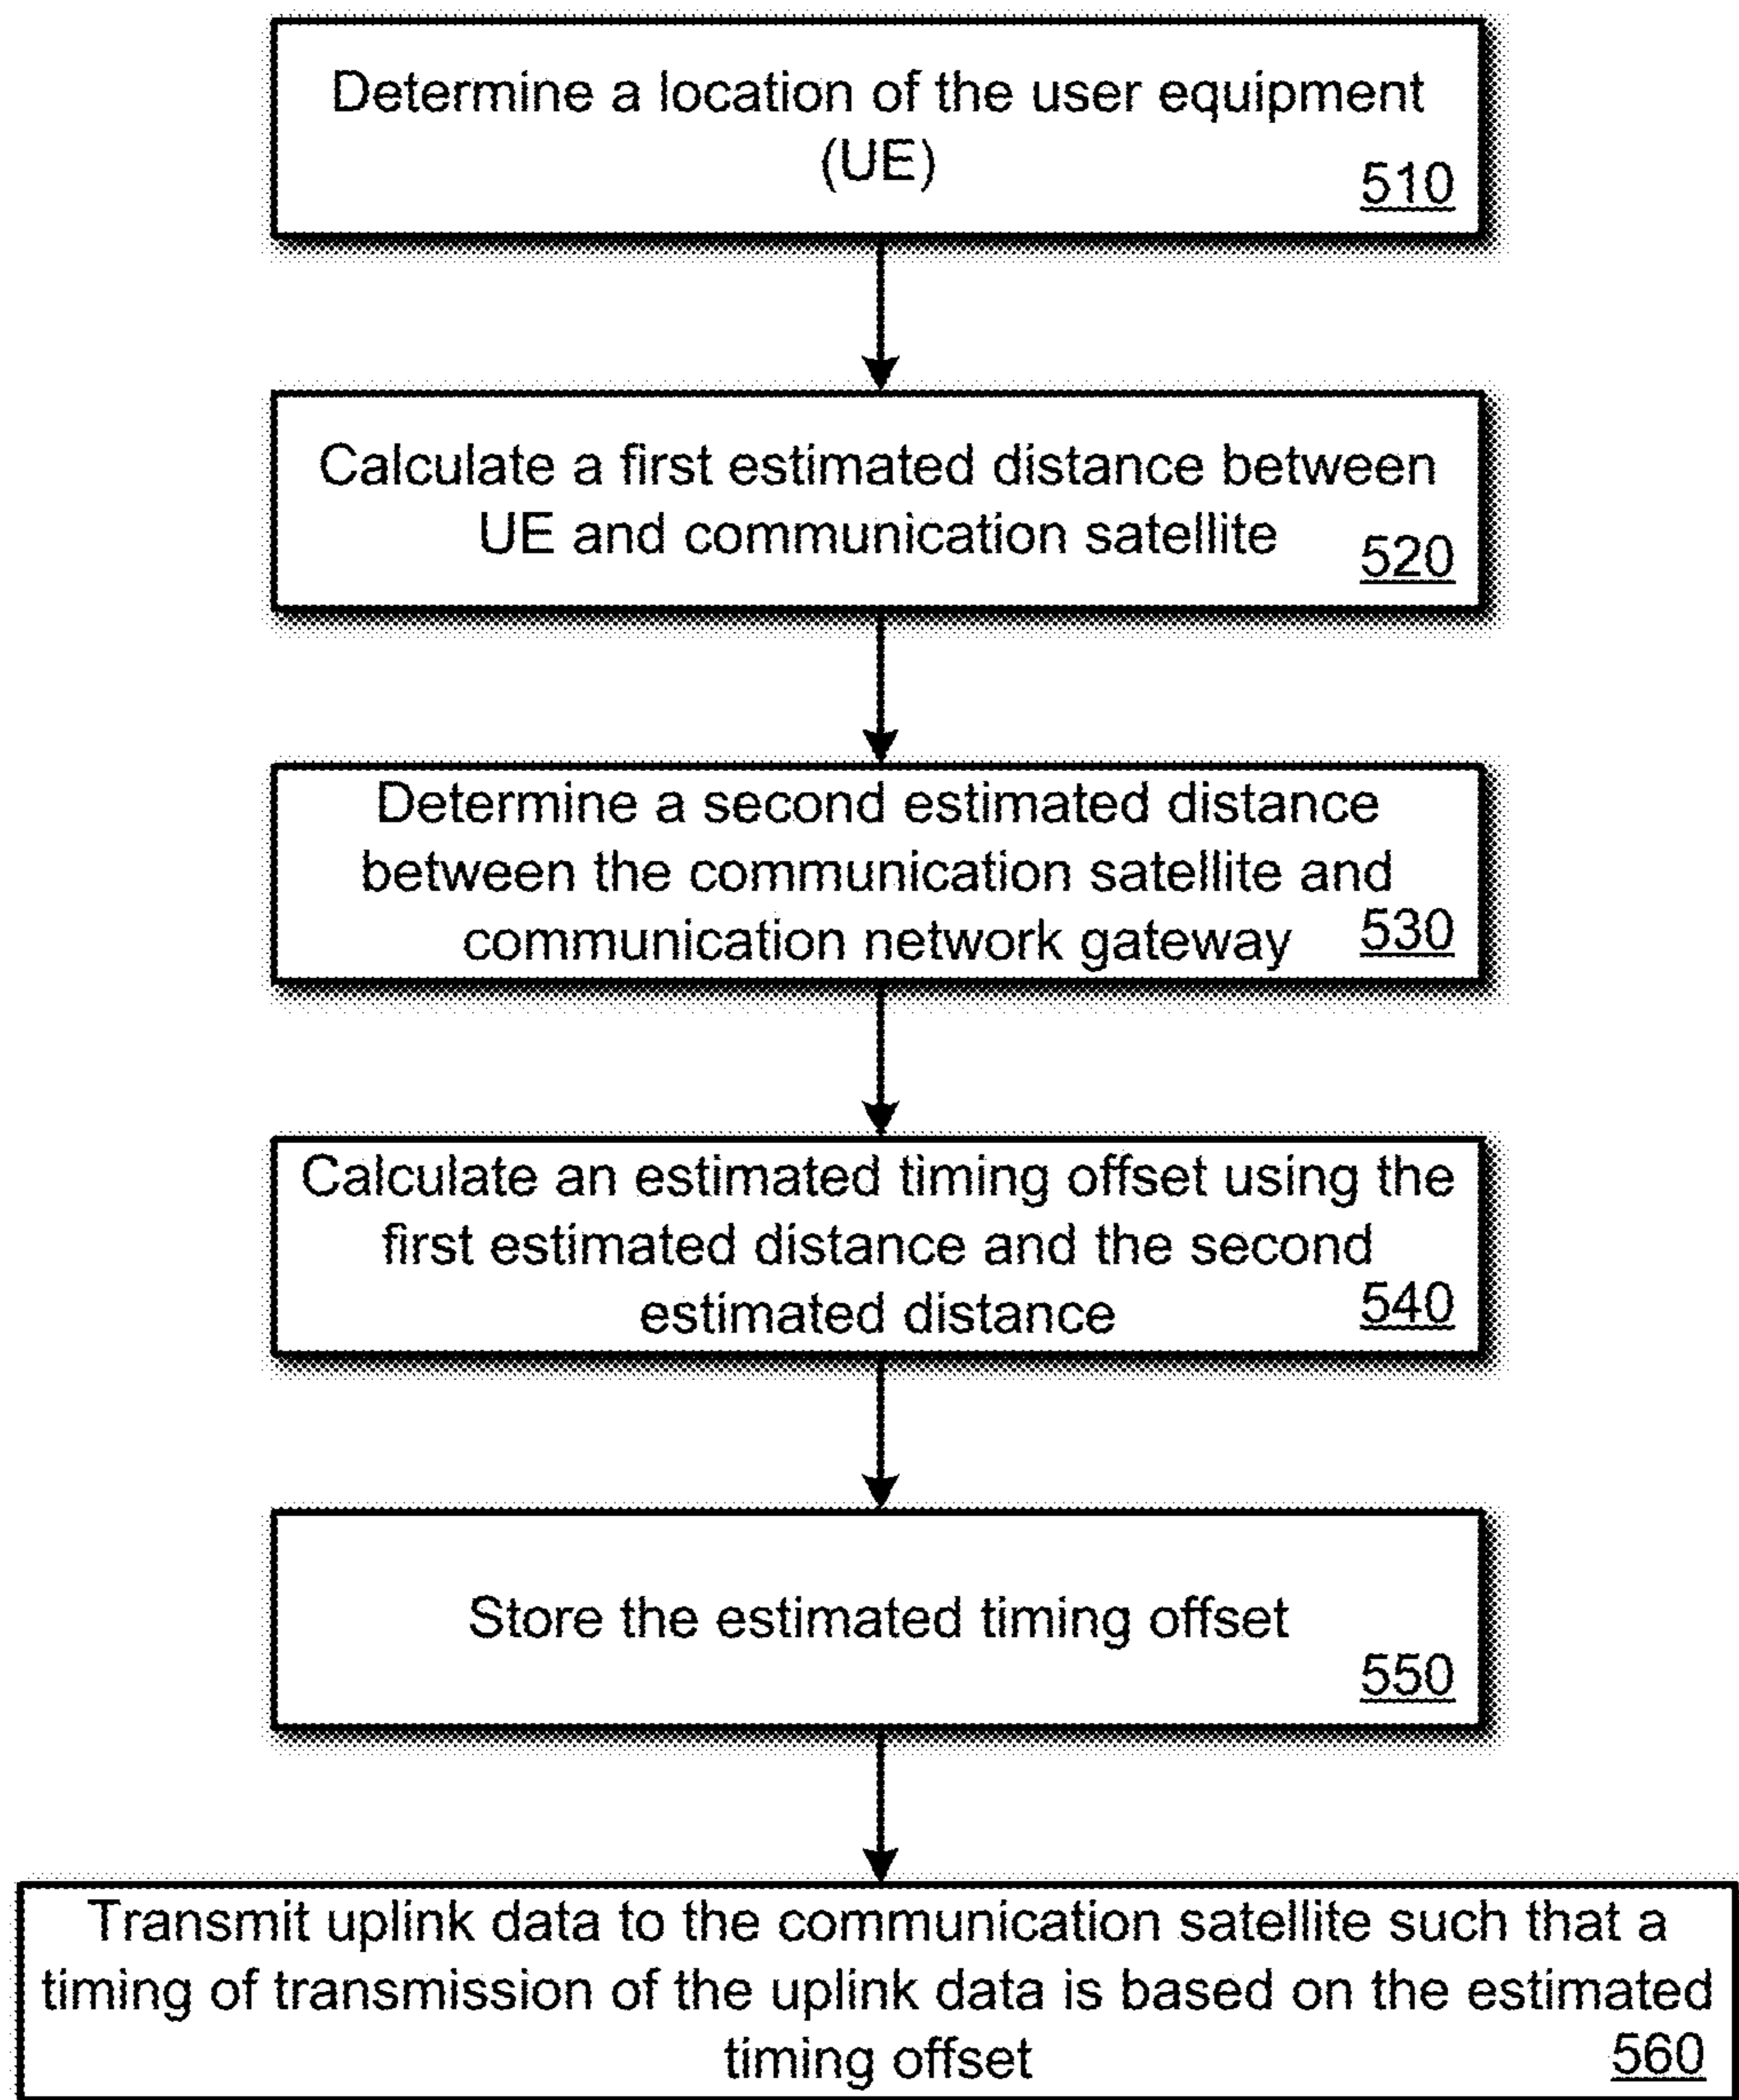 Determine a location of the user equipment
(UE)
510
Calculate a first estimated distance between
UE and communication satellite
520
Determine a second estimated distance
between the communication satellite and
communication network gateway
530
Calculate an estimated timing offset using the
first estimated distance and the second
estimated distance
540
Store the estimated timing offset
550
Transmit uplink data to the communication satellite such that a
timing of transmission of the uplink data is based on the estimated
timing offset
560